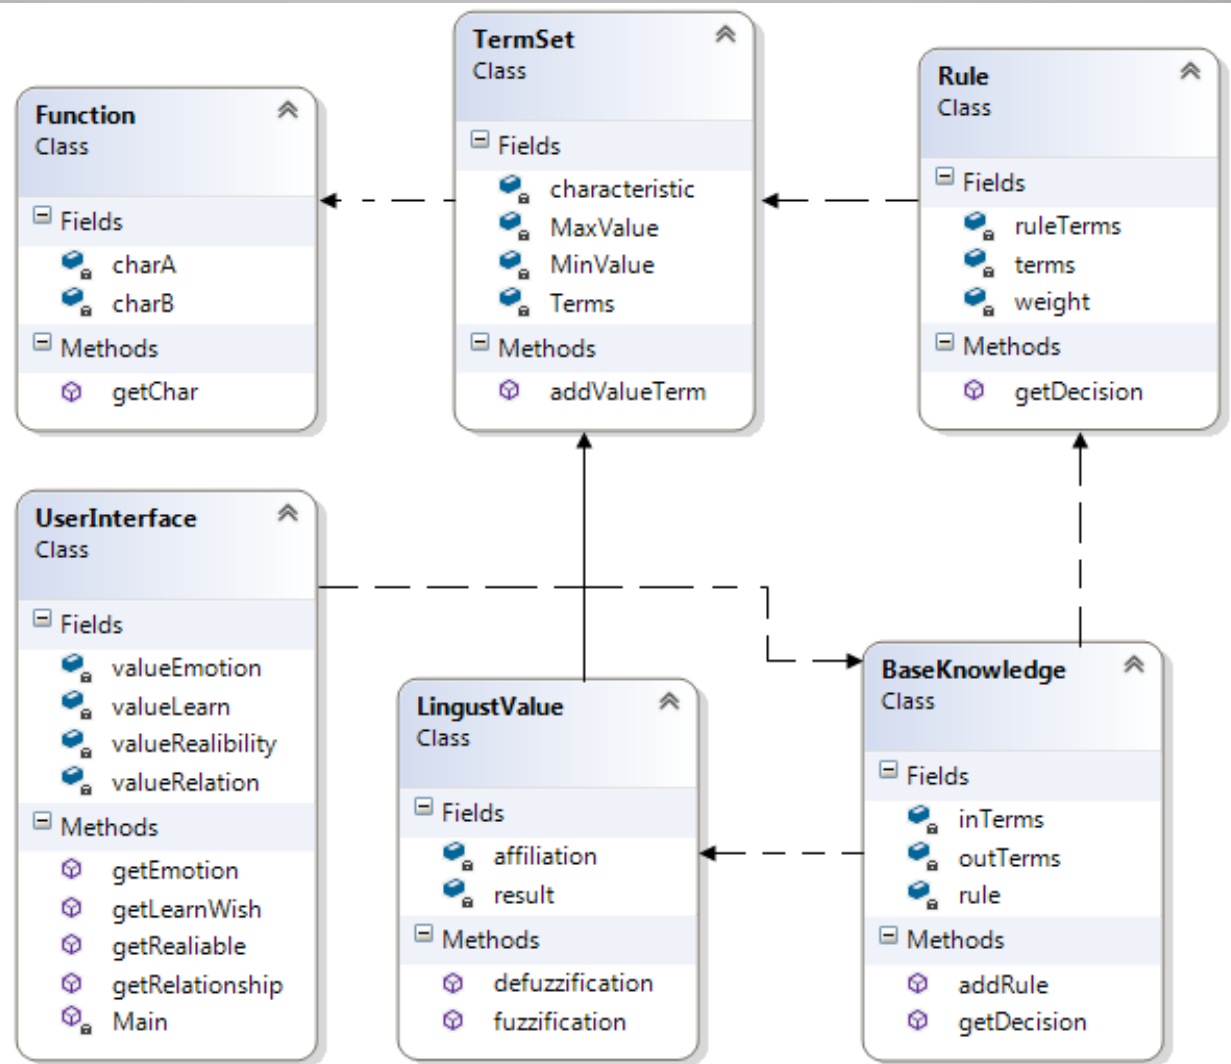 Function
Class
Fields
charA
charB
Methods
getChar
TermSet
Class
Fields
characteristic
MaxValue
MinValue
Terms
Methods
addValueTerm
Rule
Class
Fields
ruleTerms
terms
weight
Methods
getDecision
UserInterface
Class
Fields
valueEmotion
valueLearn
valueRealibility
valueRelation
Methods
getEmotion
getLearnWish
getRealiable
getRelationship
Main
LingustValue
Class
Fields
affiliation
result
Methods
defuzzification
fuzzification
BaseKnowledge
Class
Fields
inTerms
outTerms
rule
Methods
addRule
getDecision